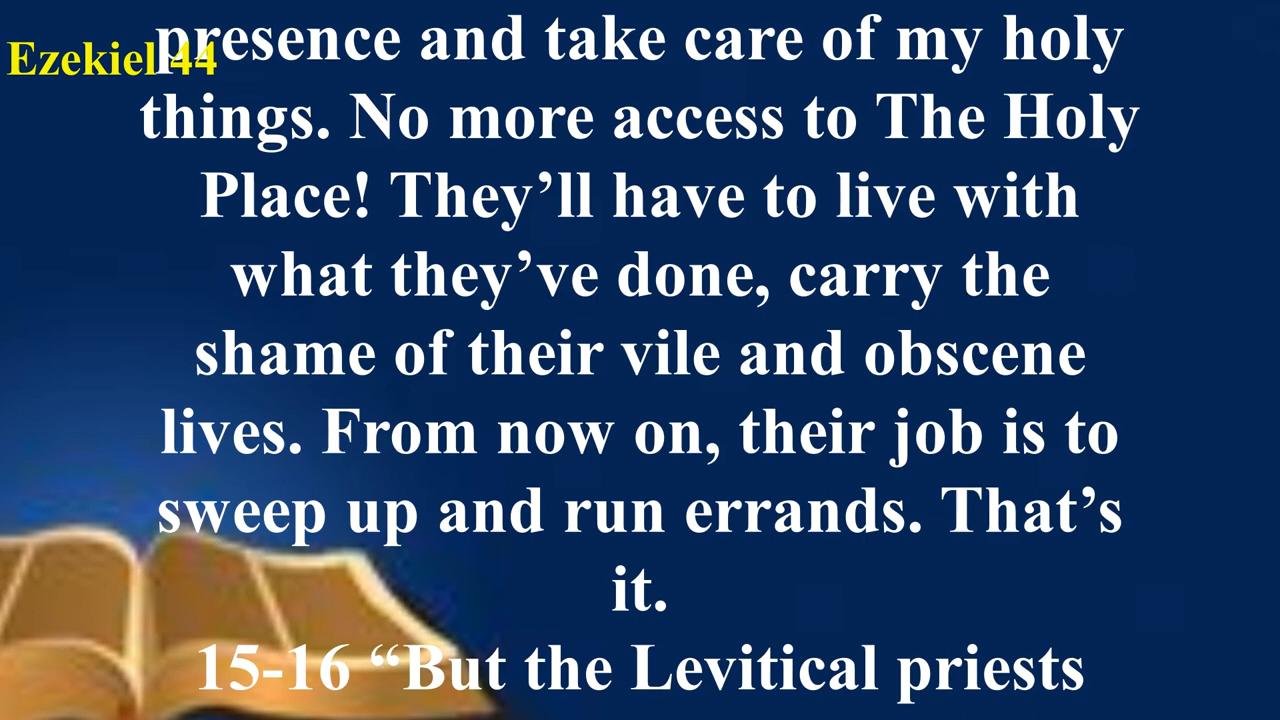 Ezekiel 44
presence and take care of my holy
things. No more access to The Holy
Place! They’ll have to live with
what they’ve done, carry the
shame of their vile and obscene
lives. From now on, their job is to
sweep up and run errands. That’s
it.
15-16 “But the Levitical priests